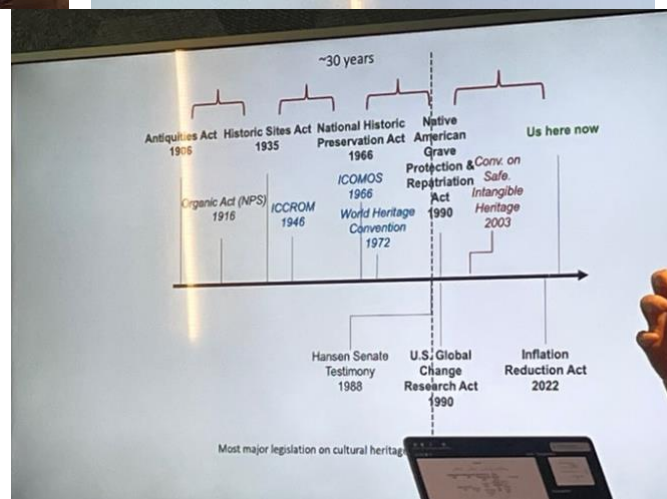 ~30 years
Antiquities Act
1906
Historic Sites Act
1935
National Historic
Preservation Act
1966
Native
American
Grave
Protection &
Repatriation
Act
1990
Us here now
Organic Act (NPS)
1916
ICCROM
1946
ICOMOS
1966
World Heritage
Convention
1972
Conv. on
Safe.
Intangible
Heritage
2003
Hansen Senate
Testimony
1988
U.S. Global
Change
Research Act
1990
Inflation
Reduction Act
2022
Most major legislation on cultural heritage